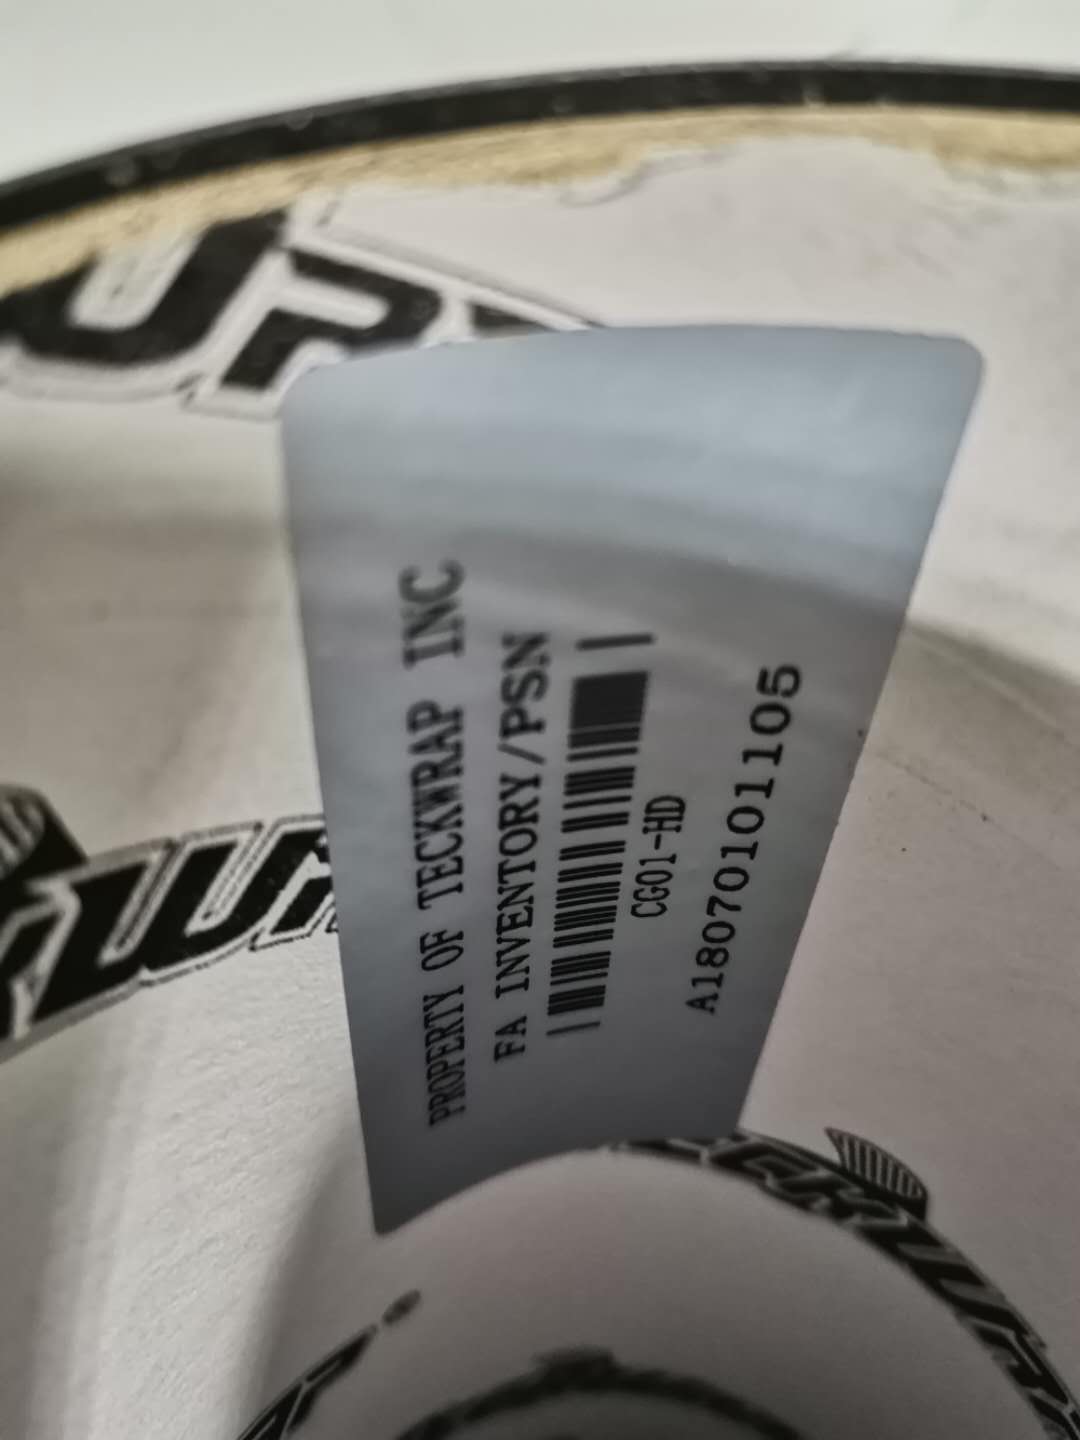 PROPERTY OF TECKWRAP INC
FA INVENTORY/PSN
CG01-HD
A18070101105